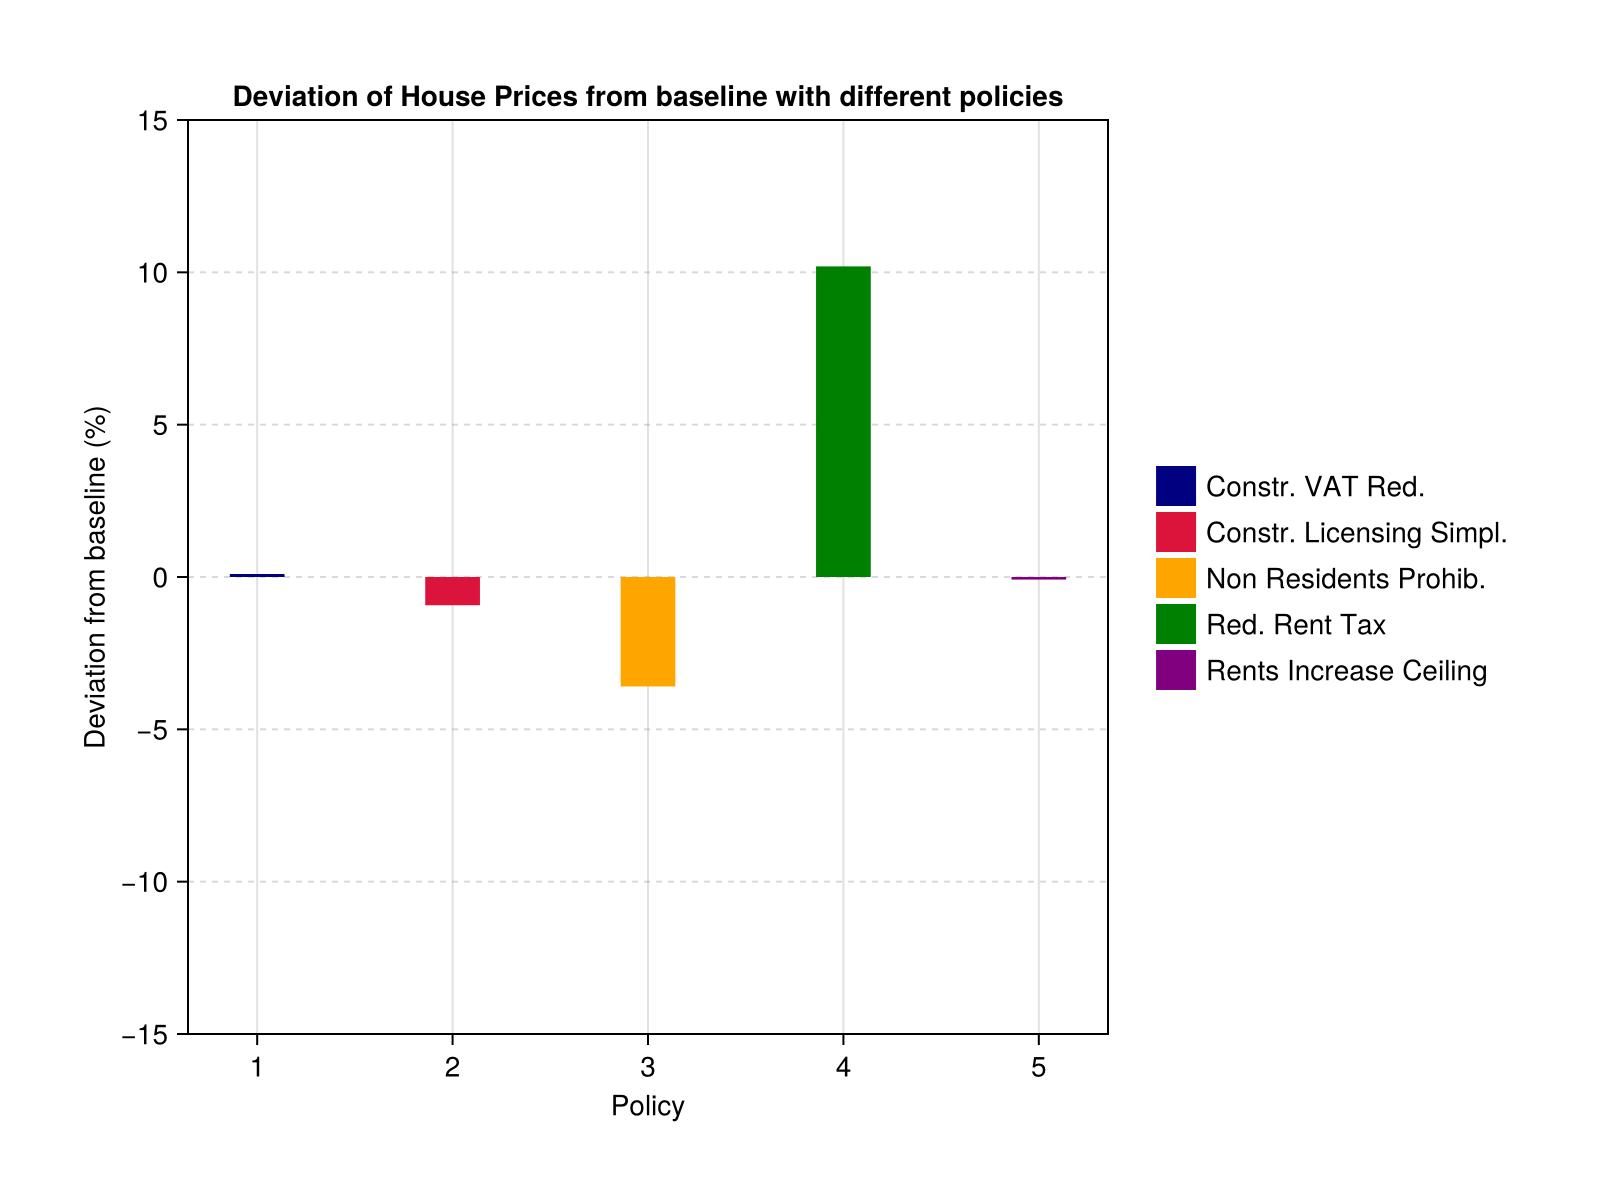 Deviation of House Prices from baseline with different policies
Deviation from baseline (%)
15
10
5
0
−5
−10
−15
1 2 3 4 5
Policy
Constr. VAT Red.
Constr. Licensing Simpl.
Non Residents Prohib.
Red. Rent Tax
Rents Increase Ceiling